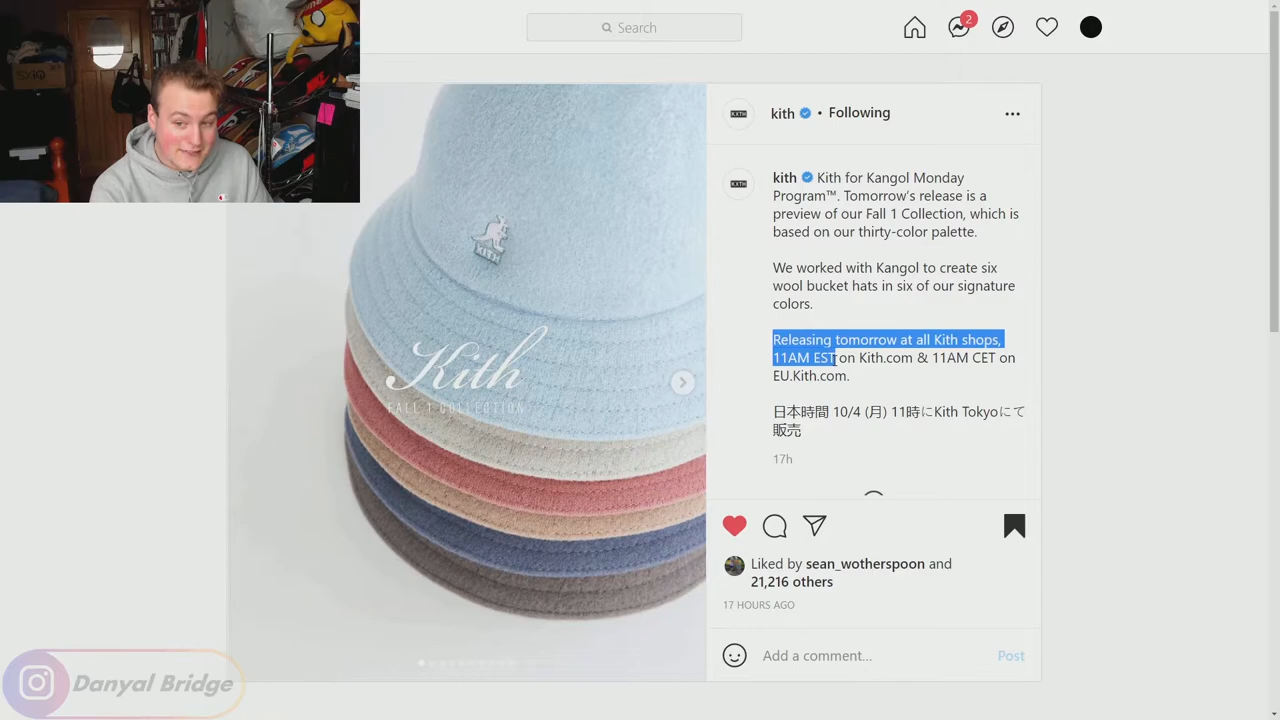 Search
2
kith • Following
kith Kith for Kangol Monday
Program™. Tomorrow's release is a
preview of our Fall 1 Collection, which is
based on our thirty-color palette.
We worked with Kangol to create six
wool bucket hats in six of our signature
colors.
Releasing tomorrow at all Kith shops,
11AM EST on Kith.com & 11AM CET on
EU.Kith.com.
日本時間 10/4 (月) 11時にKith Tokyoにて
販売
17h
KITH
Kith
FALL 1 COLLECTION
Liked by sean_wotherspoon and
21,216 others
17 HOURS AGO
Add a comment...
Post
Danyal Bridge